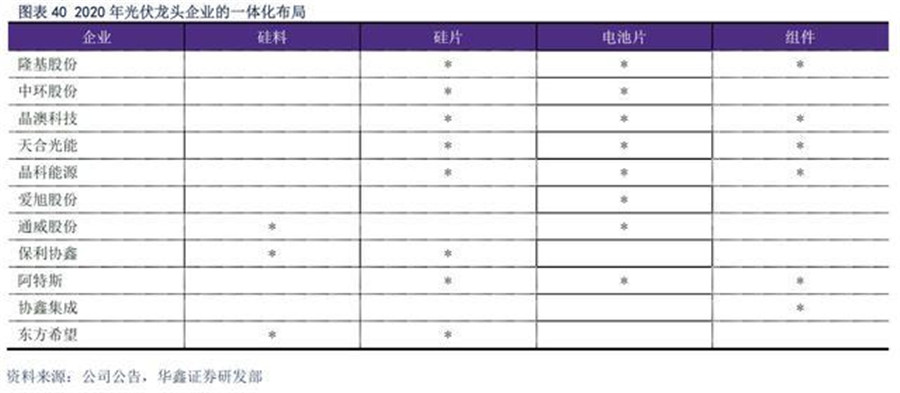 图表 40 2020 年光伏龙头企业的一体化布局
企业 硅料 硅片 电池片 组件
隆基股份 * * *
中环股份 * *
晶澳科技 * * *
天合光能 * * *
晶科能源 * * *
爱旭股份 *
通威股份 * *
保利协鑫 * *
阿特斯 * * *
协鑫集成 *
东方希望 * *
资料来源：公司公告，华鑫证券研发部